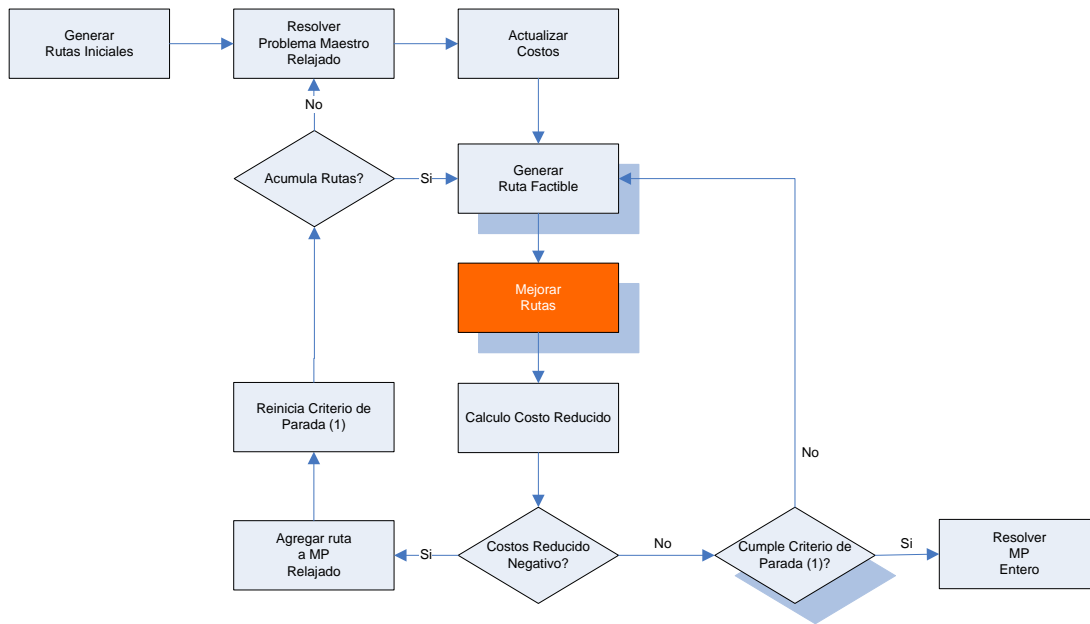 Generar
Rutas Iniciales
Resolver
Problema Maestro
Relajado
Actualizar
Costos
No
Acumula Rutas?
Si
Generar
Ruta Factible
Mejorar
Rutas
Reinicia Criterio de
Parada (1)
Calculo Costo Reducido
No
Agregar ruta
a MP
Relajado
Si
Costos Reducido
Negativo?
No
Cumple Criterio de
Parada (1)?
Si
Resolver
MP
Entero